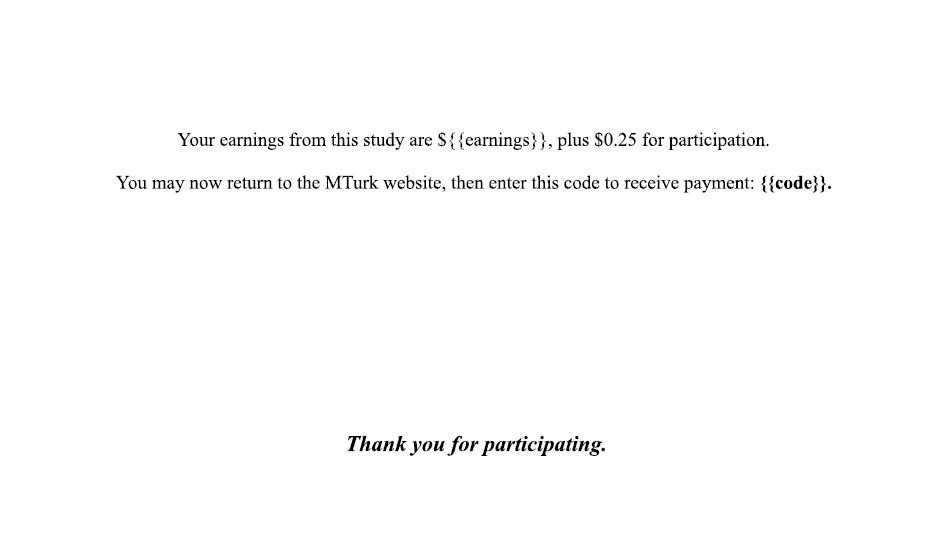 Your earnings from this study are ${{earnings}}, plus $0.25 for participation.
You may now return to the MTurk website, then enter this code to receive payment: {{code}}.
Thank you for participating.